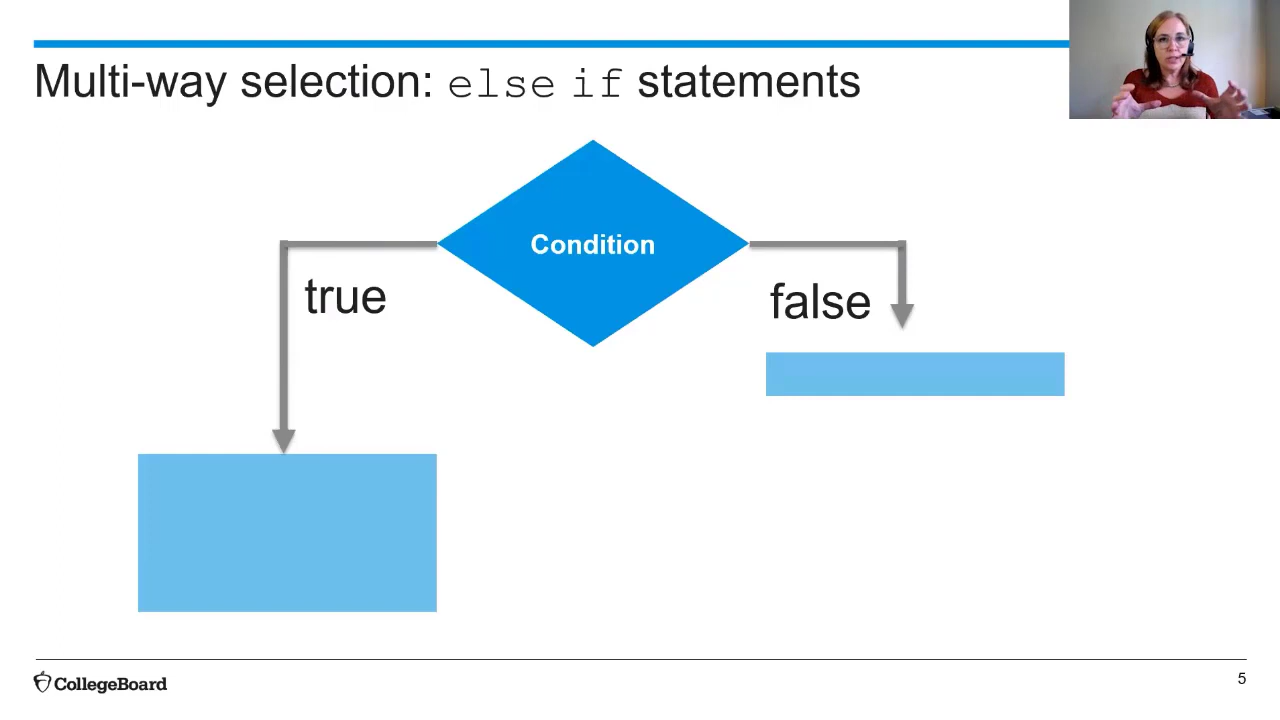 Multi-way selection: else if statements
Condition
true
false
CollegeBoard
5